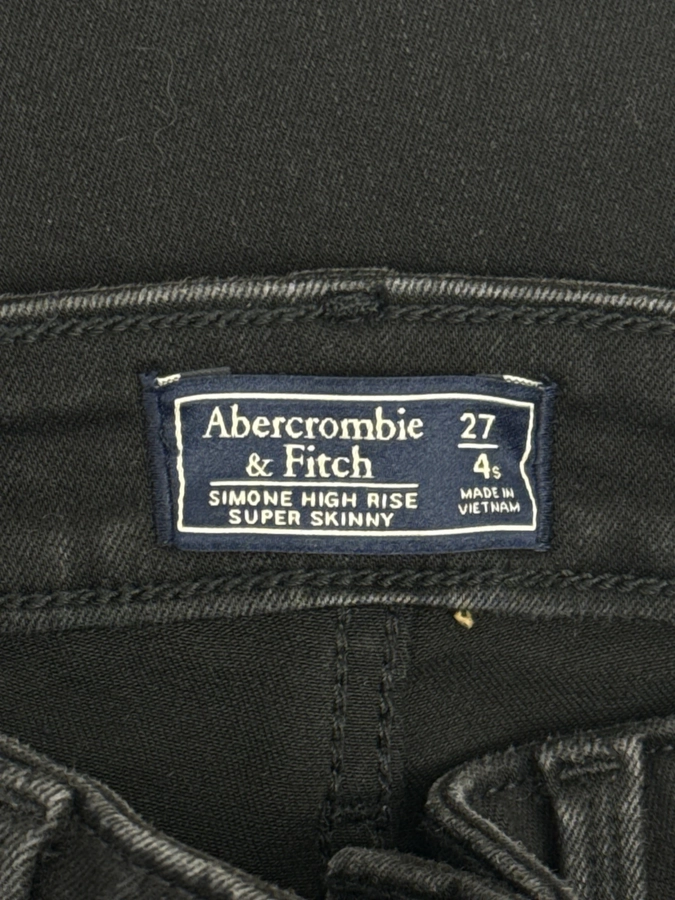 Abercrombie
& Fitch
SIMONE HIGH RISE
SUPER SKINNY
27
4s
MADE IN
VIETNAM